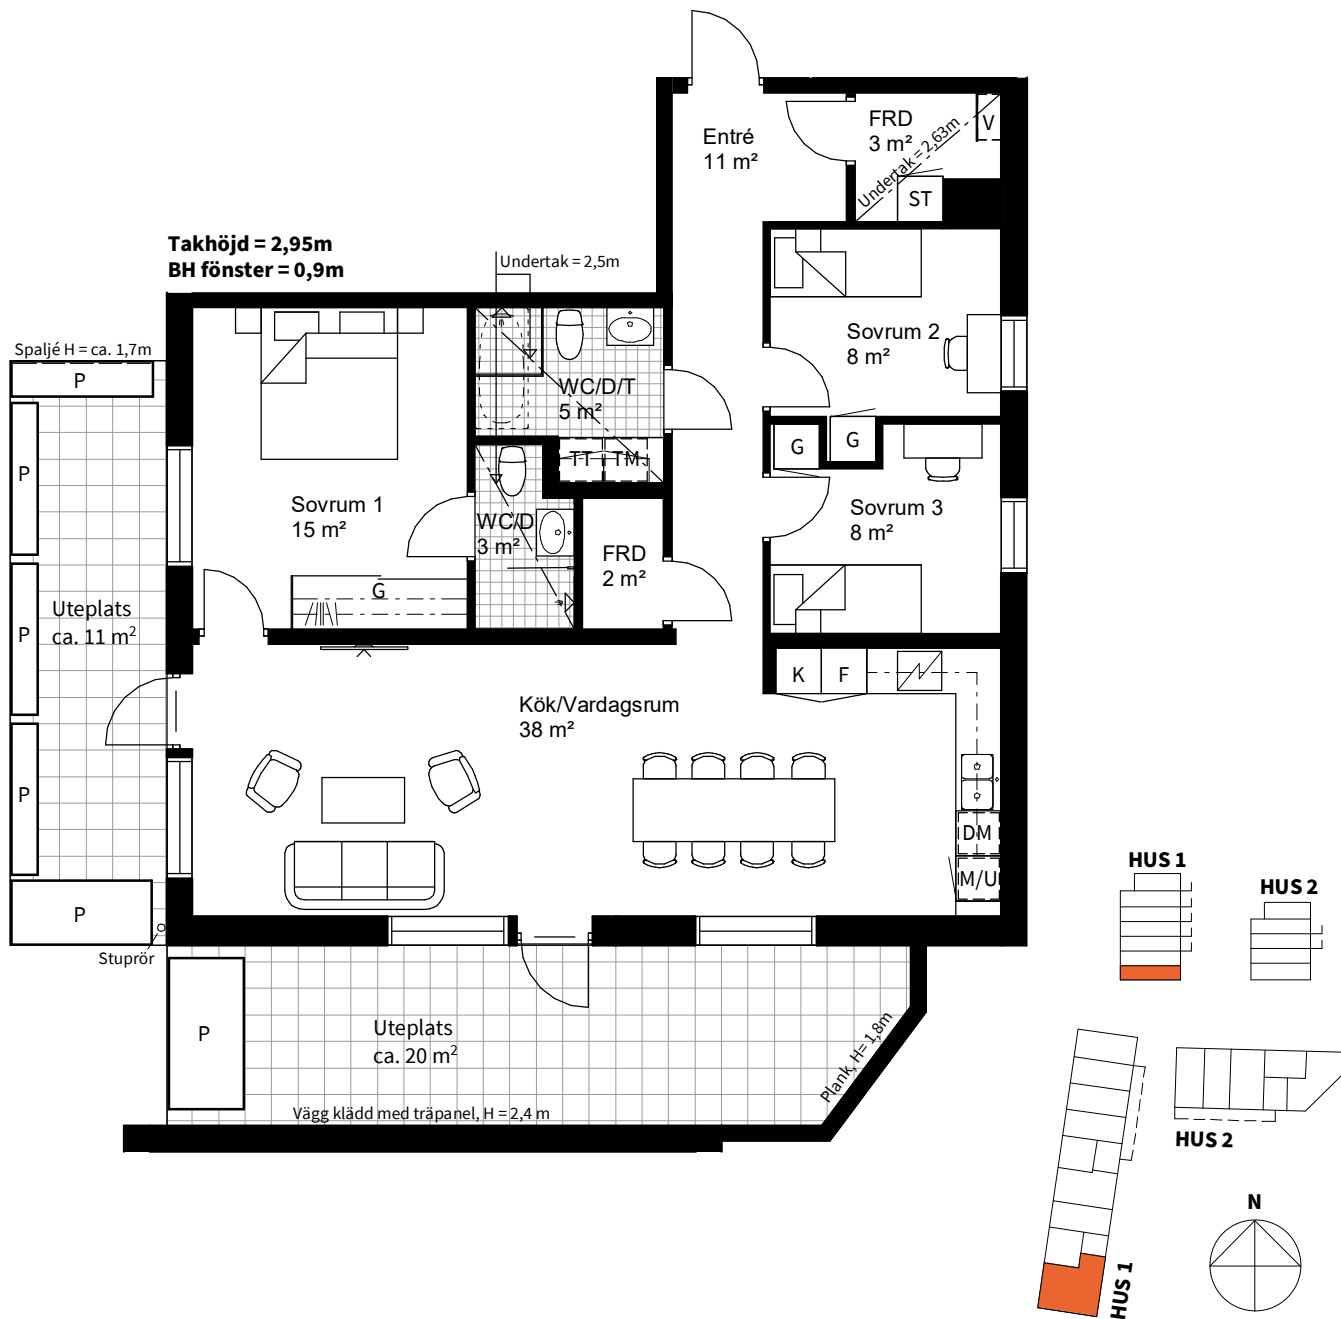 Entré
11 m²
FRD
3 m²
V
Undertak = 2,63m
ST
Takhöjd = 2,95m
BH fönster = 0,9m
Undertak = 2,5m
Spaljé H = ca. 1,7m
P
P
P
P
P
Uteplats
ca. 11 m²
Sovrum 1
15 m²
G
WC/D/T
5 m²
TT
TM
WC/D
3 m²
FRD
2 m²
Sovrum 2
8 m²
G
G
Sovrum 3
8 m²
K
F
Kök/Vardagsrum
38 m²
DM
M/U
Stuprör
P
Uteplats
ca. 20 m²
Plank, H= 1,8m
Vägg klädd med träpanel, H = 2,4 m
HUS 1
HUS 2
HUS 2
HUS 1
N